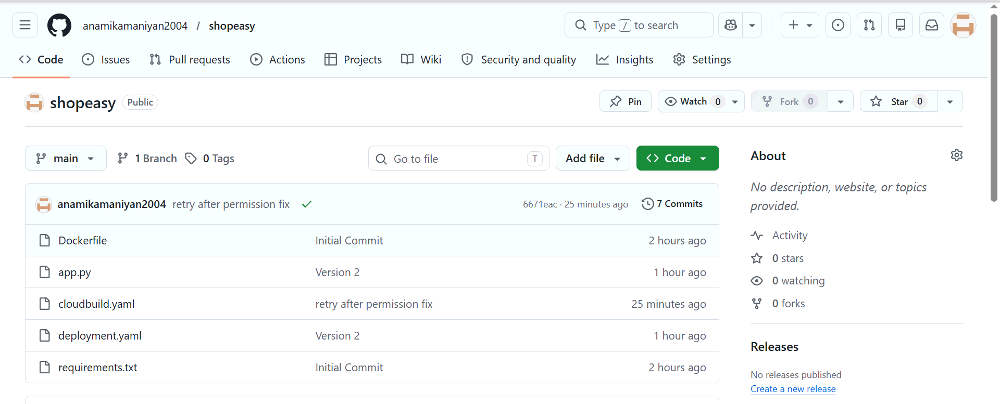 anamikamaniyan2004 / shopeasy
Type / to search
Code
Issues
Pull requests
Actions
Projects
Wiki
Security and quality
Insights
Settings
shopeasy
Public
Pin
Watch 0
Fork 0
Star 0
main
1 Branch
0 Tags
Go to file
T
Add file
Code
anamikamaniyan2004 retry after permission fix
6671eac · 25 minutes ago
7 Commits
Dockerfile Initial Commit 2 hours ago
app.py Version 2 1 hour ago
cloudbuild.yaml retry after permission fix 25 minutes ago
deployment.yaml Version 2 1 hour ago
requirements.txt Initial Commit 2 hours ago
About
No description, website, or topics
provided.
Activity
0 stars
0 watching
0 forks
Releases
No releases published
Create a new release